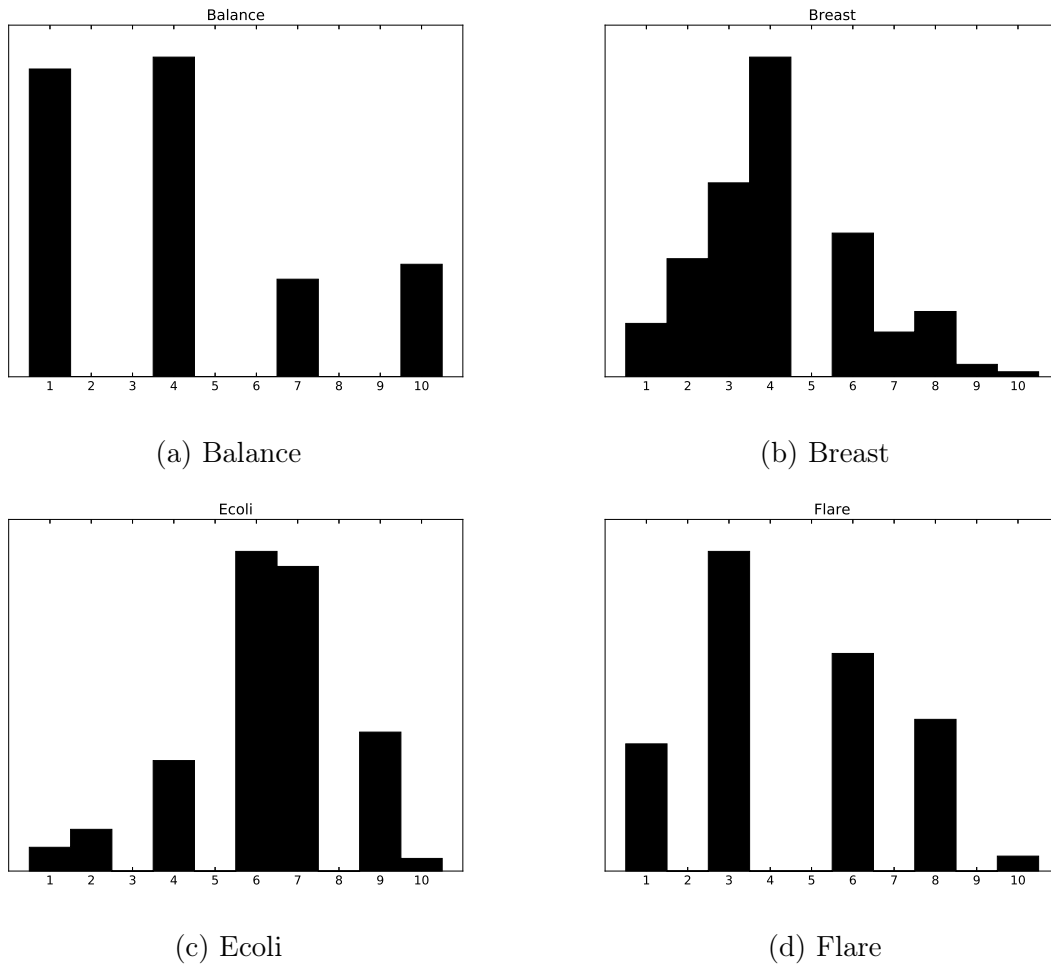 Balance
1 2 3 4 5 6 7 8 9 10
(a) Balance
Breast
1 2 3 4 5 6 7 8 9 10
(b) Breast
Ecoli
1 2 3 4 5 6 7 8 9 10
(c) Ecoli
Flare
1 2 3 4 5 6 7 8 9 10
(d) Flare